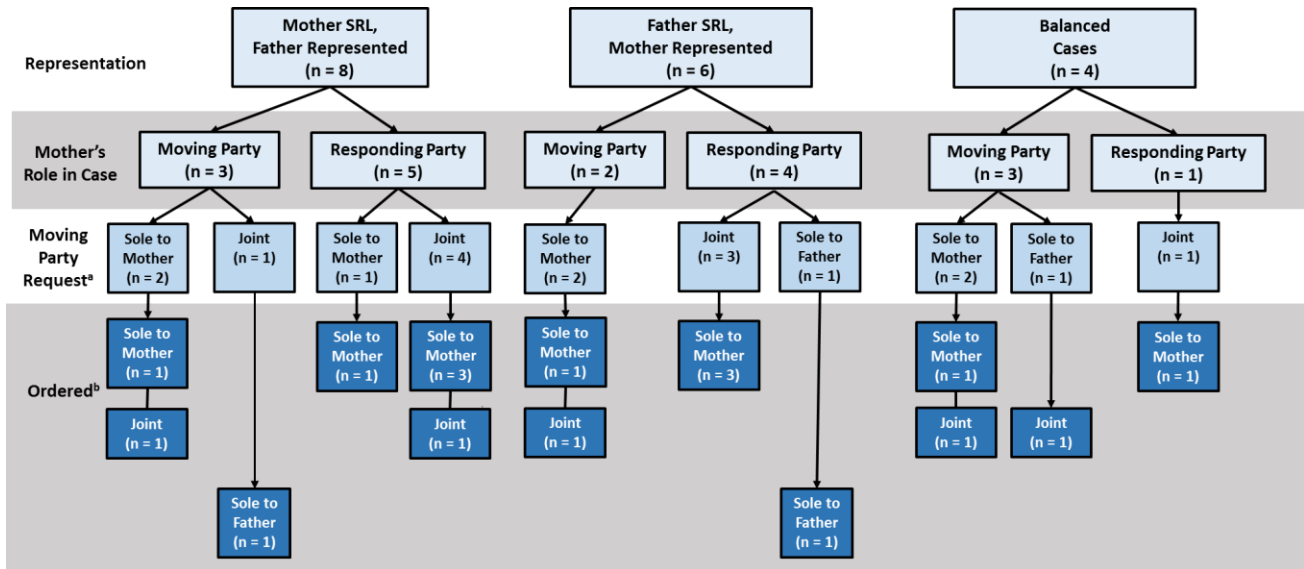 Representation
Mother SRL,
Father Represented
(n = 8)
Father SRL,
Mother Represented
(n = 6)
Balanced
Cases
(n = 4)
Mother's
Role in Case
Moving Party
(n = 3)
Responding Party
(n = 5)
Moving Party
(n = 2)
Responding Party
(n = 4)
Moving Party
(n = 3)
Responding Party
(n = 1)
Moving
Party
Requestᵃ
Sole to
Mother
(n = 2)
Joint
(n = 1)
Sole to
Mother
(n = 1)
Joint
(n = 4)
Sole to
Mother
(n = 2)
Joint
(n = 3)
Sole to
Father
(n = 1)
Sole to
Mother
(n = 2)
Sole to
Father
(n = 1)
Joint
(n = 1)
Orderedᵇ
Sole to
Mother
(n = 1)
Sole to
Mother
(n = 1)
Sole to
Mother
(n = 3)
Sole to
Mother
(n = 1)
Sole to
Mother
(n = 3)
Sole to
Mother
(n = 1)
Sole to
Mother
(n = 1)
Joint
(n = 1)
Joint
(n = 1)
Joint
(n = 1)
Joint
(n = 1)
Joint
(n = 1)
Sole to
Father
(n = 1)
Sole to
Father
(n = 1)